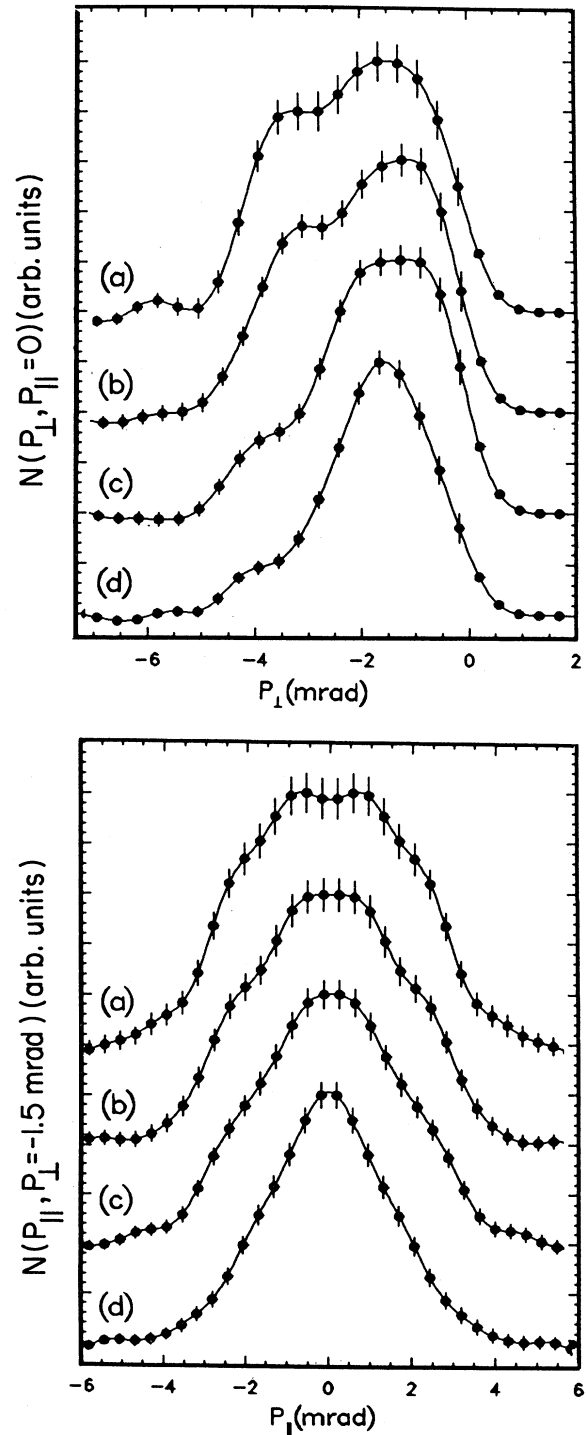 N(P⊥, P||=0)(arb. units)
(a)
(b)
(c)
(d)
-6 -4 -2 0 2
P⊥(mrad)
N(P||, P⊥=-1.5 mrad)(arb. units)
(a)
(b)
(c)
(d)
-6 -4 -2 0 2 4 6
P||(mrad)